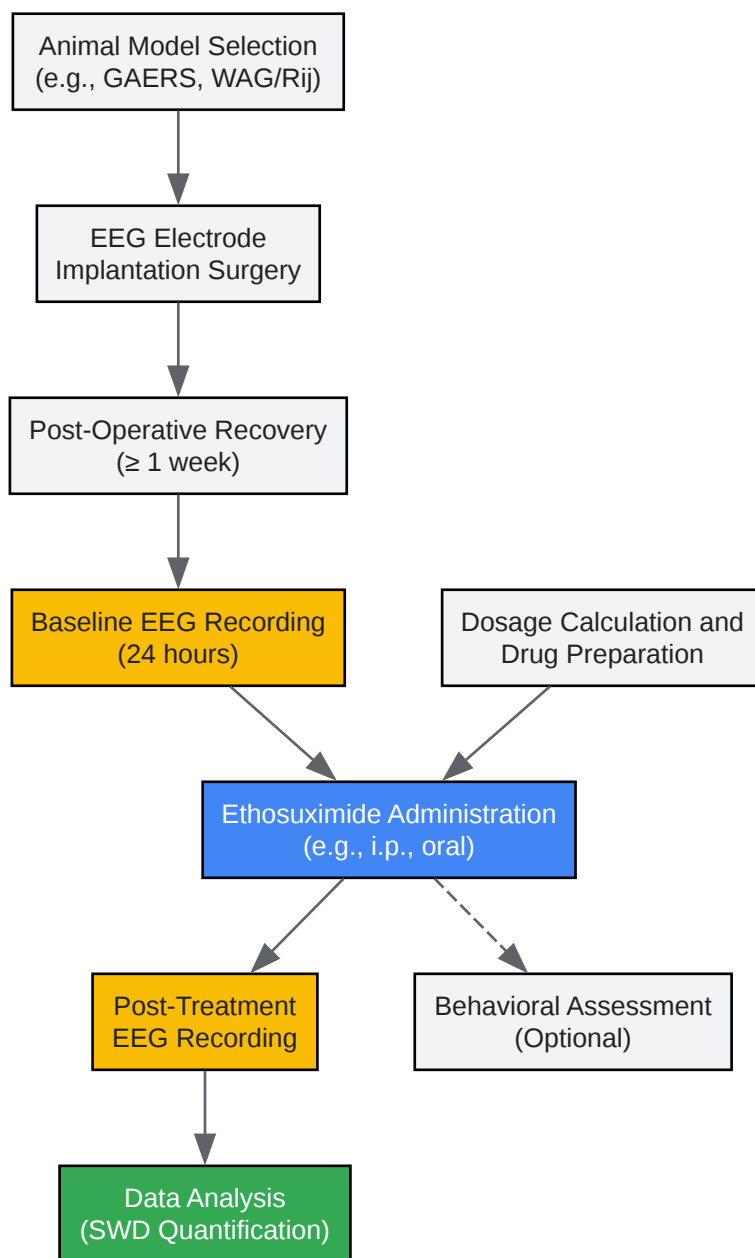 Animal Model Selection
(e.g., GAERS, WAG/Rij)
EEG Electrode
Implantation Surgery
Post-Operative Recovery
(≥ 1 week)
Baseline EEG Recording
(24 hours)
Dosage Calculation and
Drug Preparation
Ethosuximide Administration
(e.g., i.p., oral)
Post-Treatment
EEG Recording
Behavioral Assessment
(Optional)
Data Analysis
(SWD Quantification)